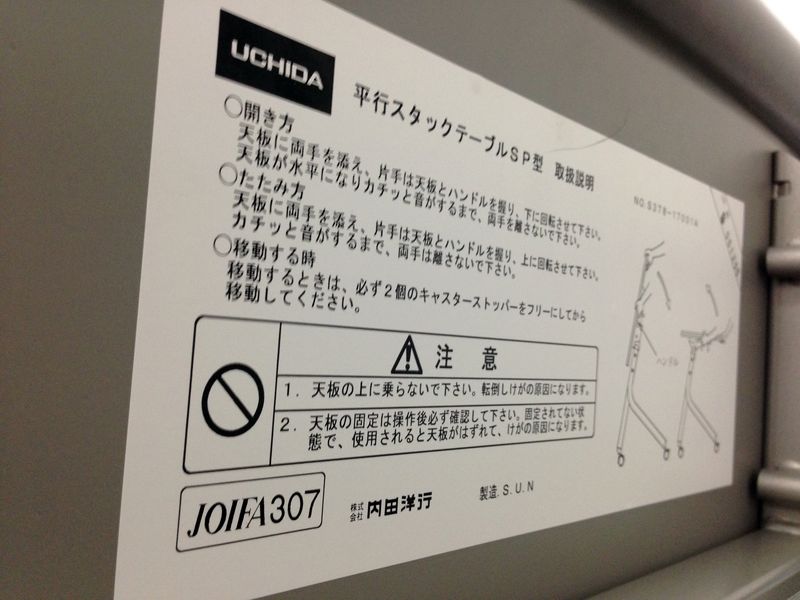 UCHIDA
平行スタックテーブルSP型 取扱説明
NO.S378-17001A
○開き方
天板に両手を添え、片手は天板とハンドルを握り、下に回転させて下さい。
天板が水平になりカチッと音がするまで、両手を離さないで下さい。
○たたみ方
天板に両手を添え、片手は天板とハンドルを握り、上に回転させて下さい。
カチッと音がするまで、両手は離さないで下さい。
○移動する時
移動するときは、必ず2個のキャスターストッパーをフリーにしてから
移動してください。
ハンドル
注 意
1. 天板の上に乗らないで下さい。転倒しけがの原因になります。
2. 天板の固定は操作後必ず確認して下さい。固定されてない状
態で、使用されると天板がはずれて、けがの原因になります。
JOIFA307
株式会社 内田洋行
製造.S.U.N